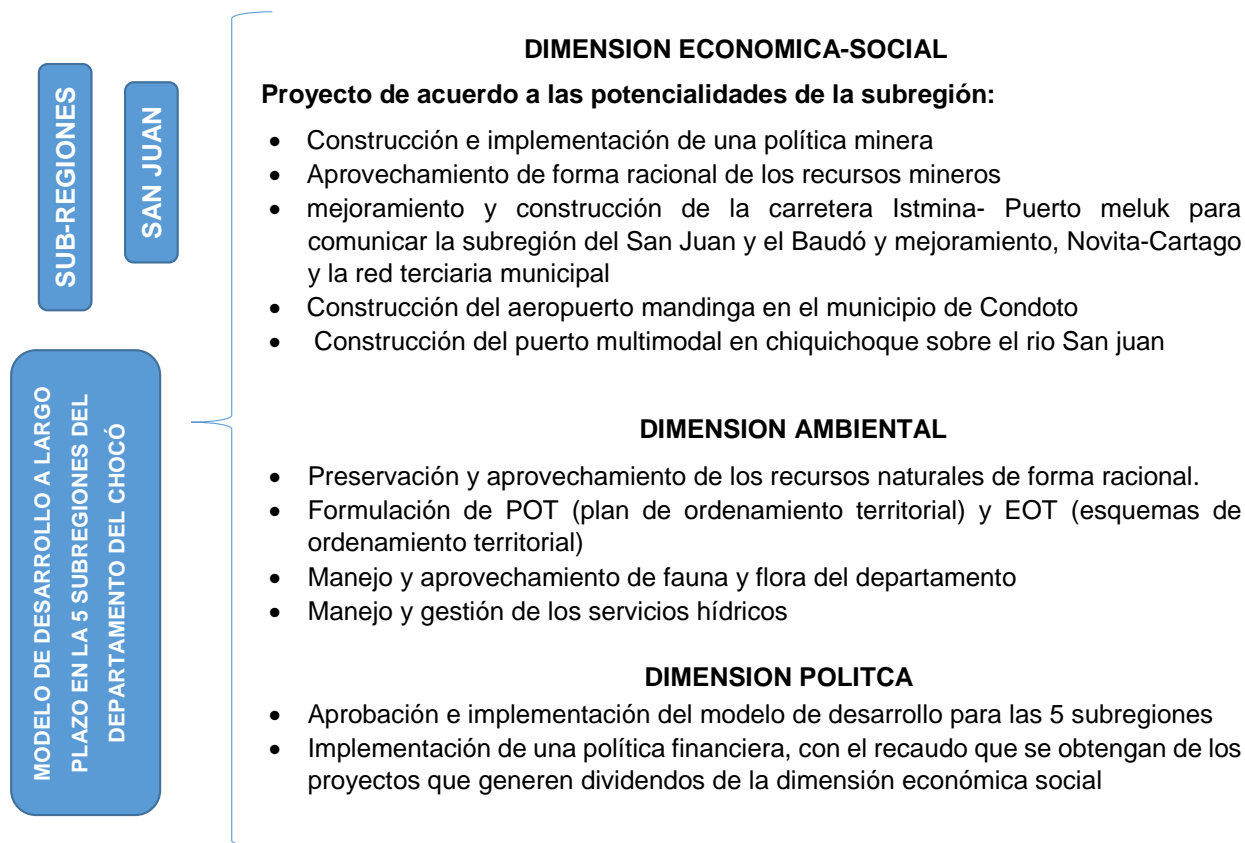 SUB-REGIONES
SAN JUAN
MODELO DE DESARROLLO A LARGO
PLAZO EN LA 5 SUBREGIONES DEL
DEPARTAMENTO DEL CHOCÓ
DIMENSION ECONOMICA-SOCIAL
Proyecto de acuerdo a las potencialidades de la subregión:
• Construcción e implementación de una política minera
• Aprovechamiento de forma racional de los recursos mineros
• mejoramiento y construcción de la carretera Istmina- Puerto meluk para
comunicar la subregión del San Juan y el Baudó y mejoramiento, Novita-Cartago
y la red terciaria municipal
• Construcción del aeropuerto mandinga en el municipio de Condoto
• Construcción del puerto multimodal en chiquichoque sobre el rio San juan
DIMENSION AMBIENTAL
• Preservación y aprovechamiento de los recursos naturales de forma racional.
• Formulación de POT (plan de ordenamiento territorial) y EOT (esquemas de
ordenamiento territorial)
• Manejo y aprovechamiento de fauna y flora del departamento
• Manejo y gestión de los servicios hídricos
DIMENSION POLITCA
• Aprobación e implementación del modelo de desarrollo para las 5 subregiones
• Implementación de una política financiera, con el recaudo que se obtengan de los
proyectos que generen dividendos de la dimensión económica social